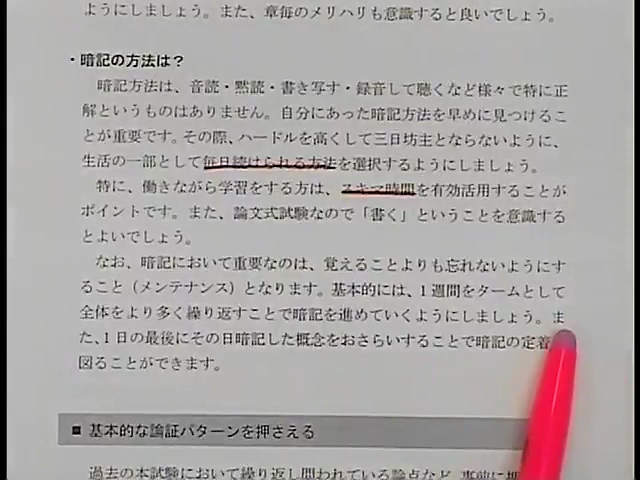 ようにしましょう。また、章毎のメリハリも意識すると良いでしょう。
・暗記の方法は?
暗記方法は、音読・黙読・書き写す・録音して聴くなど様々で特に正
解というものはありません。自分にあった暗記方法を早めに見つけるこ
とが重要です。その際、ハードルを高くして三日坊主とならないように、
生活の一部として毎日続けられる方法を選択するようにしましょう。
特に、働きながら学習をする方は、スキマ時間を有効活用することが
ポイントです。また、論文式試験なので「書く」ということを意識する
とよいでしょう。
なお、暗記において重要なのは、覚えることよりも忘れないようにす
ること（メンテナンス）となります。基本的には、1週間をタームとして
全体をより多く繰り返すことで暗記を進めていくようにしましょう。ま
た、1日の最後にその日暗記した概念をおさらいすることで暗記の定着
図ることができます。
■ 基本的な論証パターンを押さえる
過去の本試験において繰り返し問われている論点など、事前に